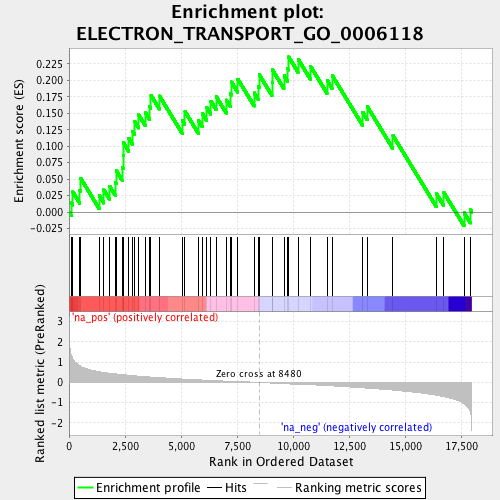 Enrichment plot:
ELECTRON_TRANSPORT_GO_0006118
Enrichment score (ES)
0.225
0.200
0.175
0.150
0.125
0.100
0.075
0.050
0.025
0.000
-0.025
'na_pos' (positively correlated)
Ranked list metric (PreRanked)
3
2
1
0
-1
-2
Zero cross at 8480
'na_neg' (negatively correlated)
0
2,500
5,000
7,500
10,000
12,500
15,000
17,500
Rank in Ordered Dataset
Enrichment profile
Hits
Ranking metric scores